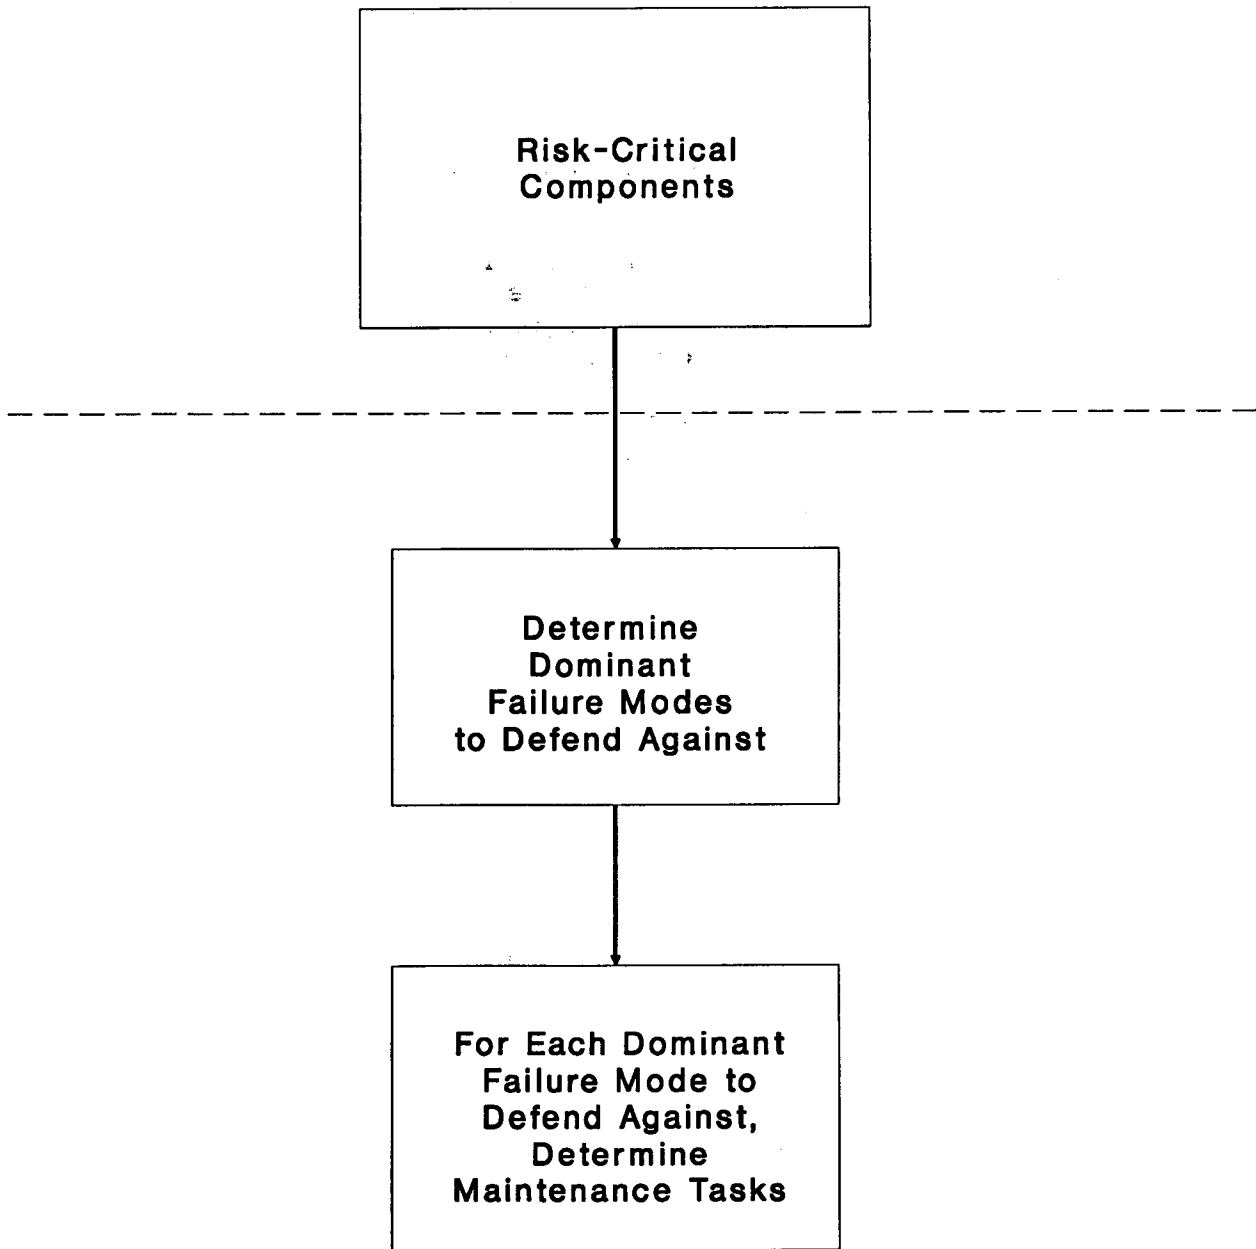 Risk-Critical
Components
Determine
Dominant
Failure Modes
to Defend Against
For Each Dominant
Failure Mode to
Defend Against,
Determine
Maintenance Tasks